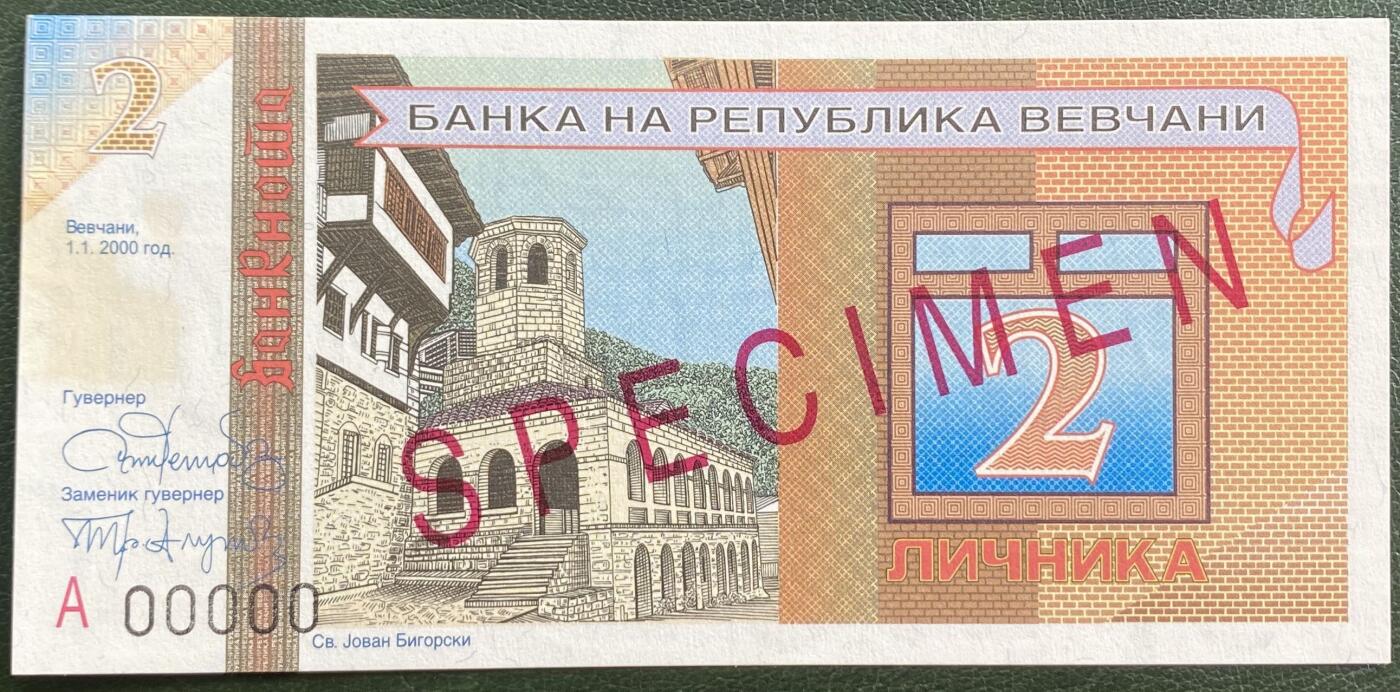 2
БАНКА НА РЕПУБЛИКА ВЕВЧАНИ
Банкнота
Вевчани,
1.1. 2000 год.
SPECIMEN
2
Гувернер
Заменик гувернер
ЛИЧНИКА
A 00000
Св. Јован Бигорски